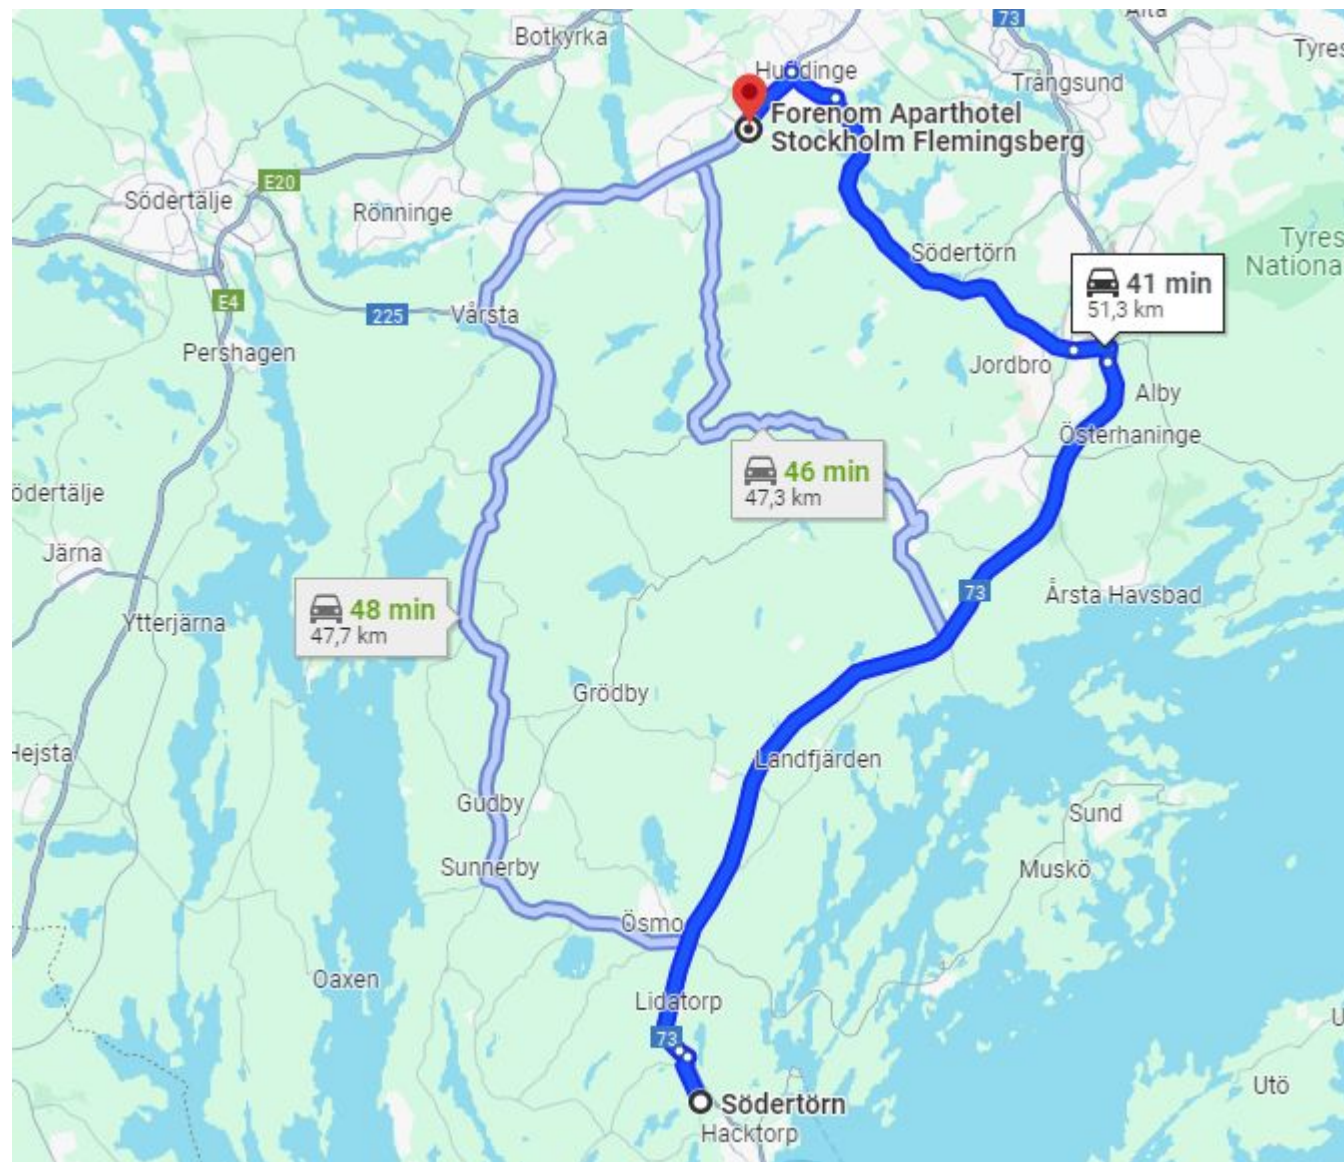 73
Alta
Botkyrka
Tyres
Huddinge
Trångsund
Forenom Aparthotel
Stockholm Flemingsberg
E20
Södertälje
Rönninge
Södertörn
Tyres
Nationa
41 min
51,3 km
E4
225
Vårsta
Pershagen
Jordbro
Alby
Österhaninge
46 min
47,3 km
ödertälje
Järna
73
Årsta Havsbad
48 min
47,7 km
Ytterjärna
Grödby
Hejsta
Landfjärden
Gudby
Sund
Sunnerby
Muskö
Ösmo
Oaxen
Lidatorp
U
73
Utö
Södertörn
Hacktorp